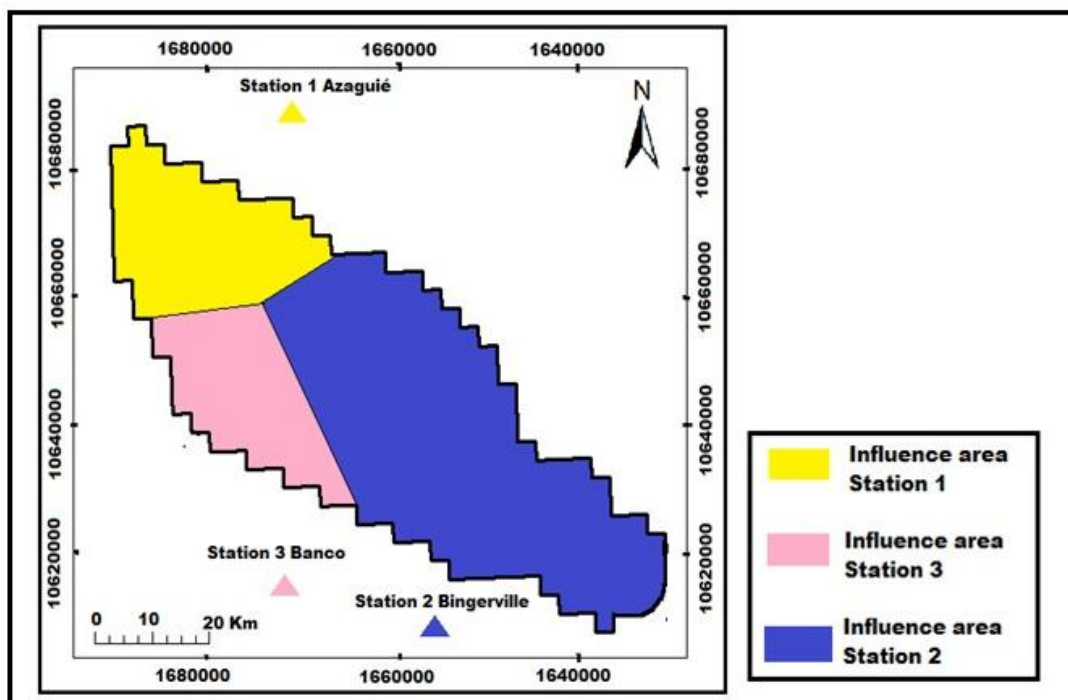 1680000 1660000 1640000
Station 1 Azaguié
N
10680000
10660000
10640000
10620000
10680000
10660000
10640000
10620000
Station 3 Banco
Station 2 Bingerville
0 10 20 Km
1680000 1660000 1640000
Influence area
Station 1
Influence area
Station 3
Influence area
Station 2